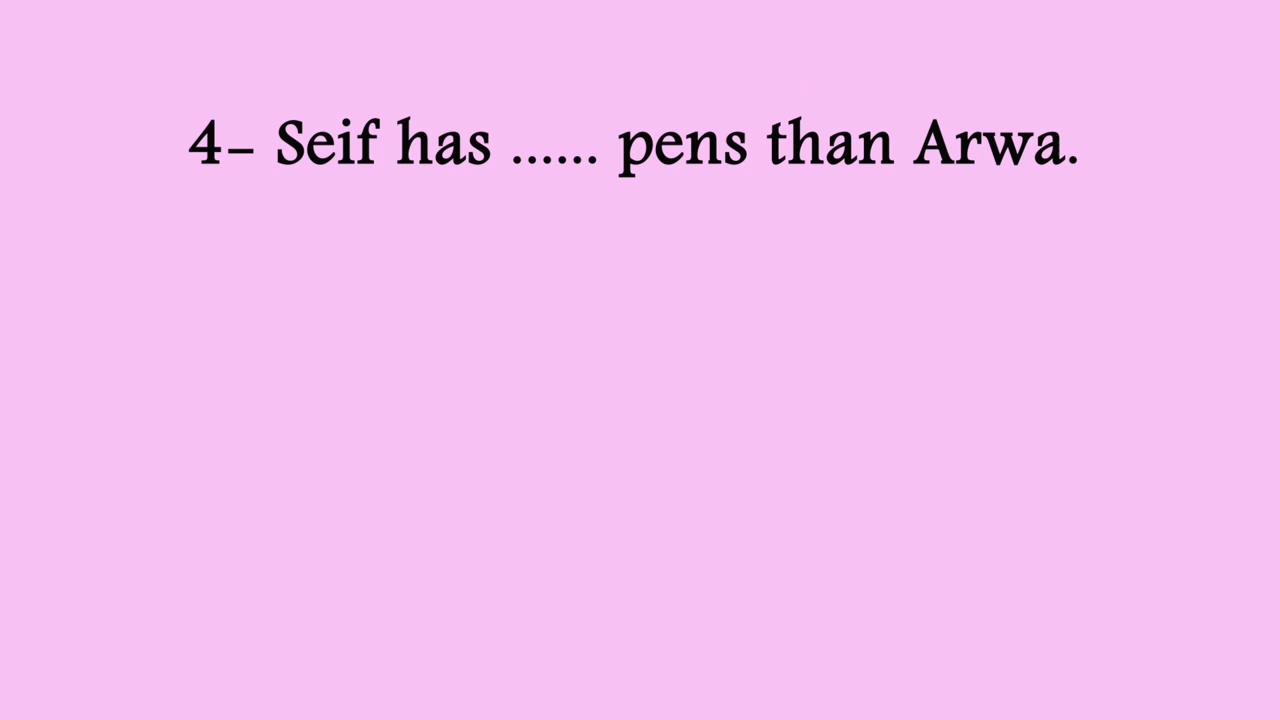 4- Seif has ...... pens than Arwa.